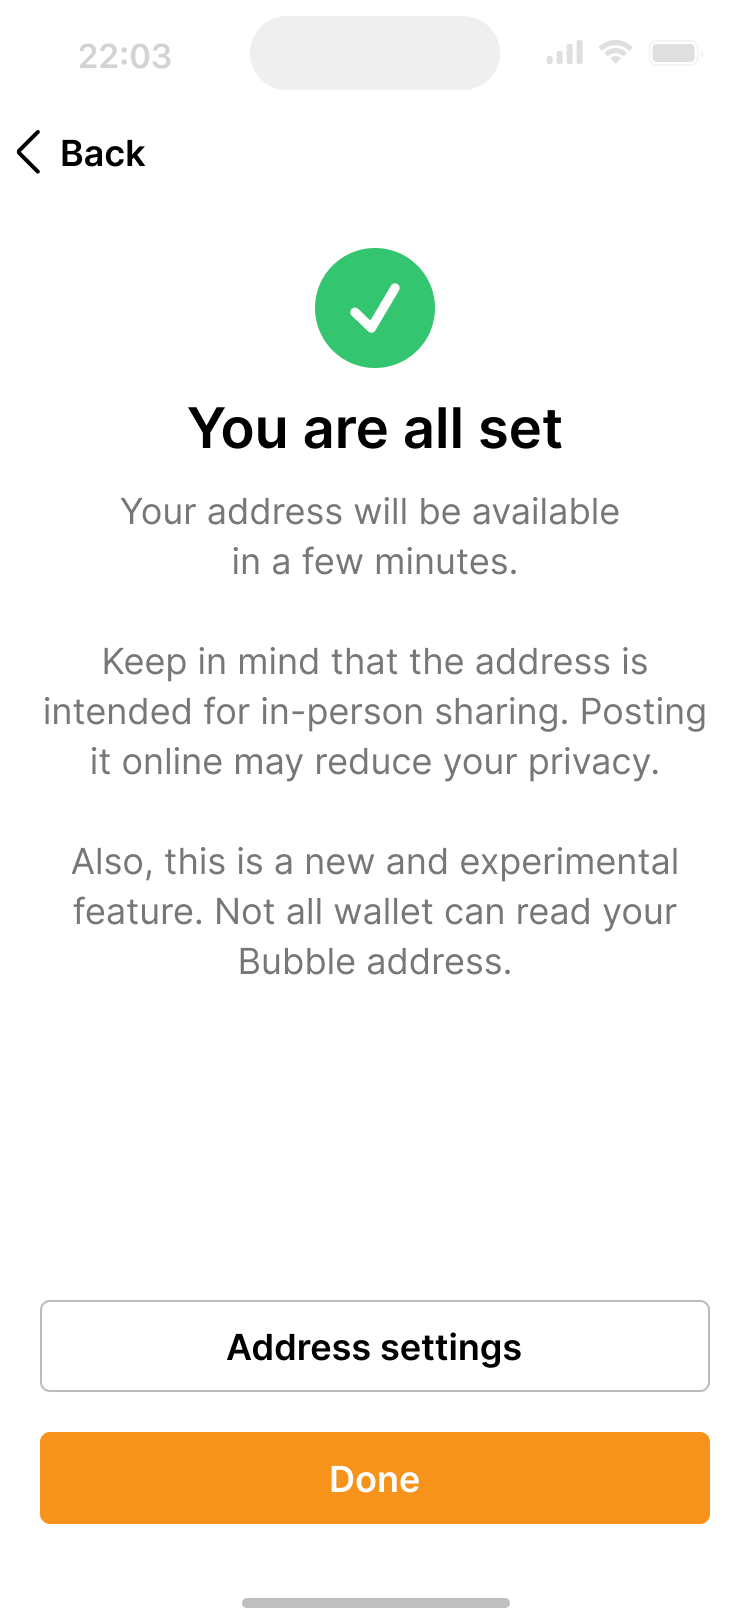 22:03
Back
You are all set
Your address will be available
in a few minutes.
Keep in mind that the address is
intended for in-person sharing. Posting
it online may reduce your privacy.
Also, this is a new and experimental
feature. Not all wallet can read your
Bubble address.
Address settings
Done